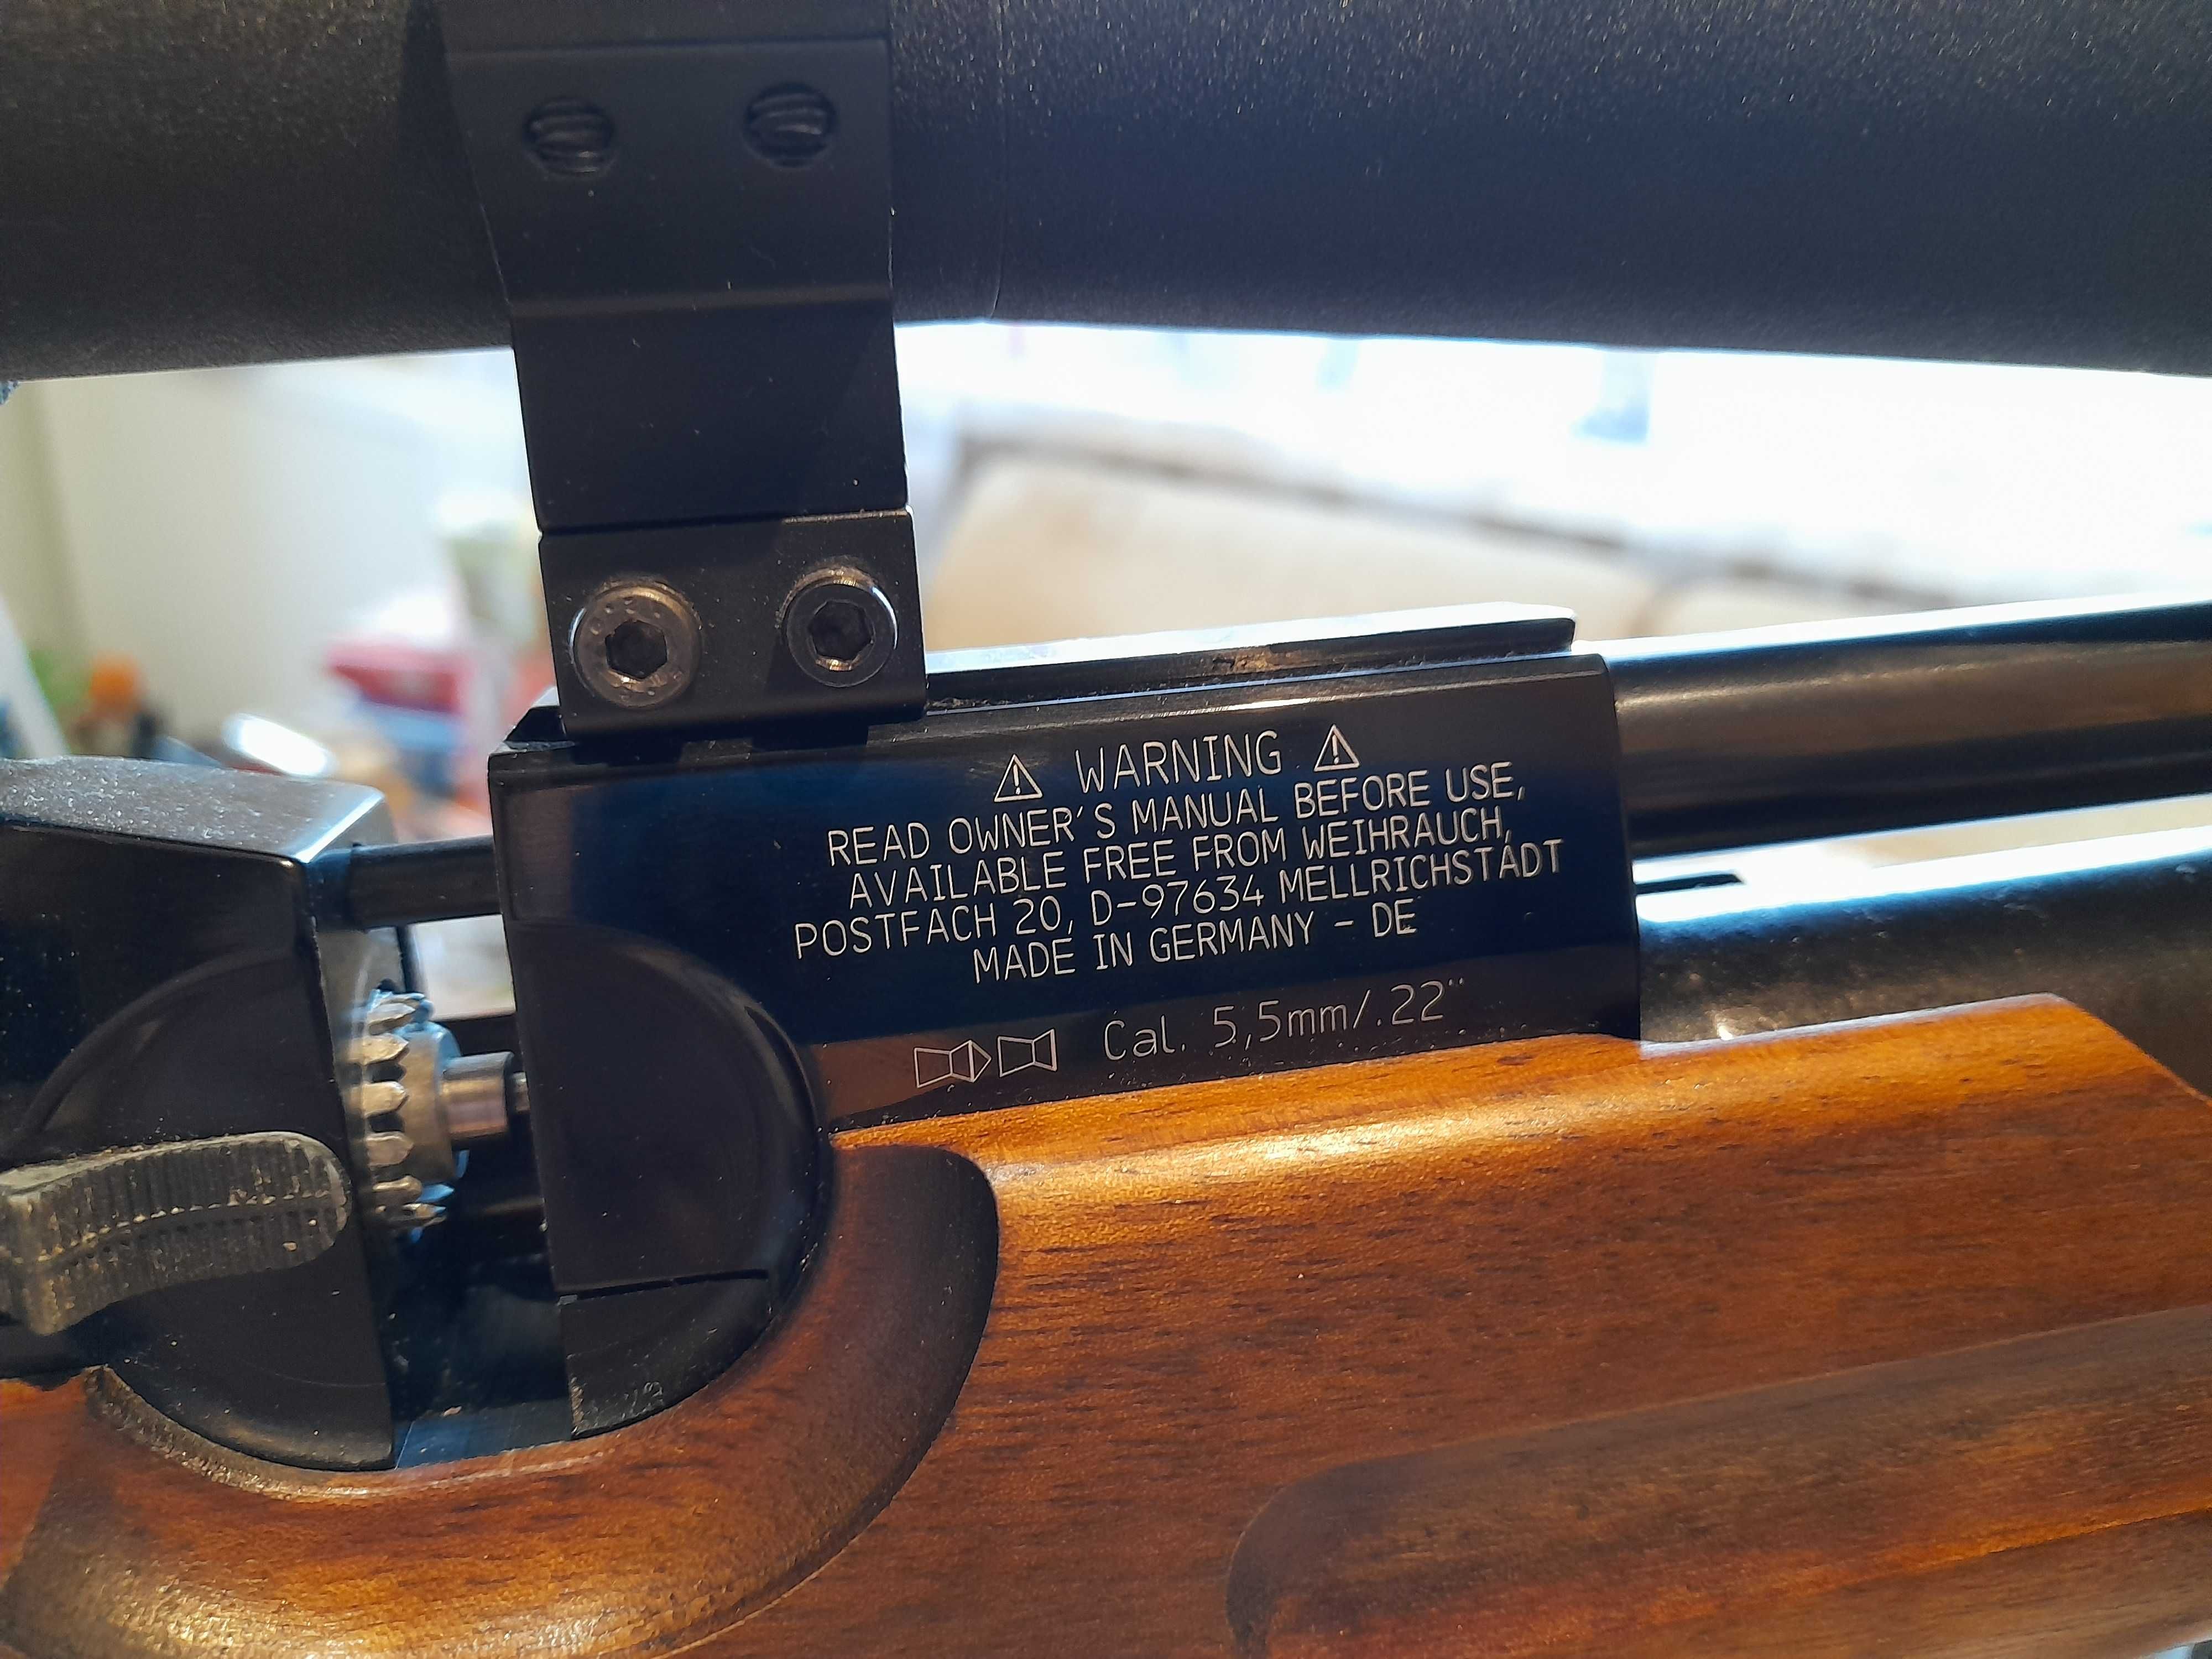 WARNING
READ OWNER'S MANUAL BEFORE USE,
AVAILABLE FREE FROM WEIHRAUCH,
POSTFACH 20, D-97634 MELLRICHSTADT
MADE IN GERMANY - DE
Cal. 5,5mm/.22"